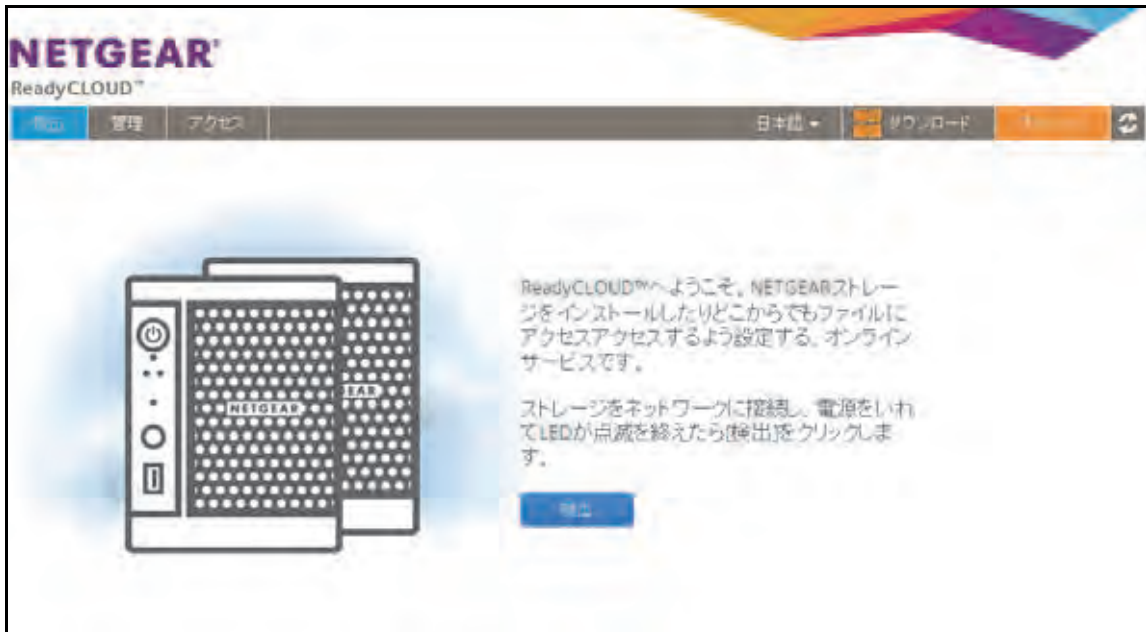 NETGEAR
ReadyCLOUD™
検出 管理 アクセス 日本語 ダウンロード
ReadyCLOUD™へようこそ。NETGEARストレー
ジをインストールしたりどこからでもファイルに
アクセスアクセスするよう設定する、オンライン
サービスです。
ストレージをネットワークに接続し、電源をいれ
てLEDが点滅を終えたら[検出]をクリックしま
す。
検出
NETGEAR
EAR